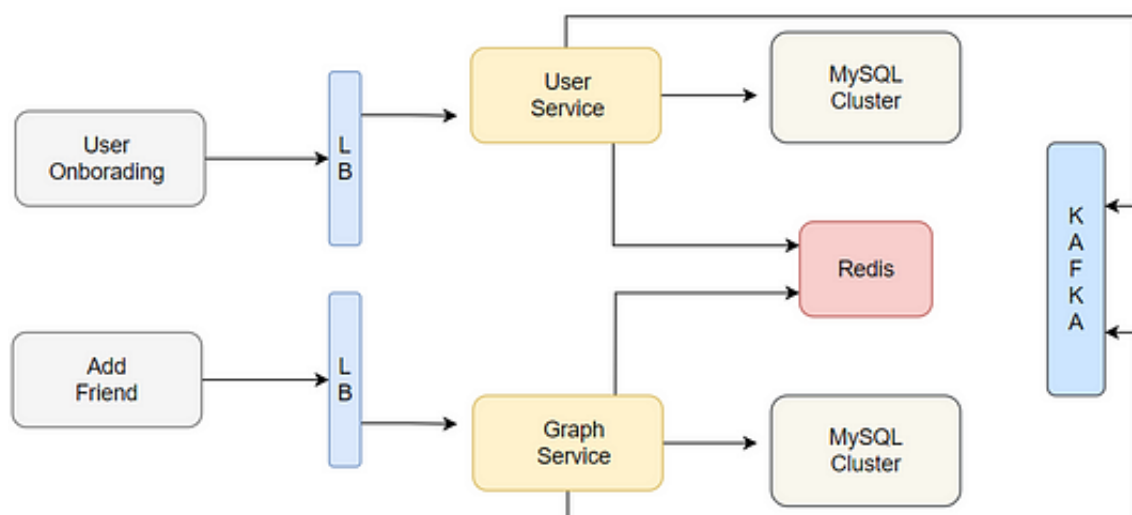 User
Onborading
L
B
User
Service
MySQL
Cluster
Redis
K
A
F
K
A
Add
Friend
L
B
Graph
Service
MySQL
Cluster